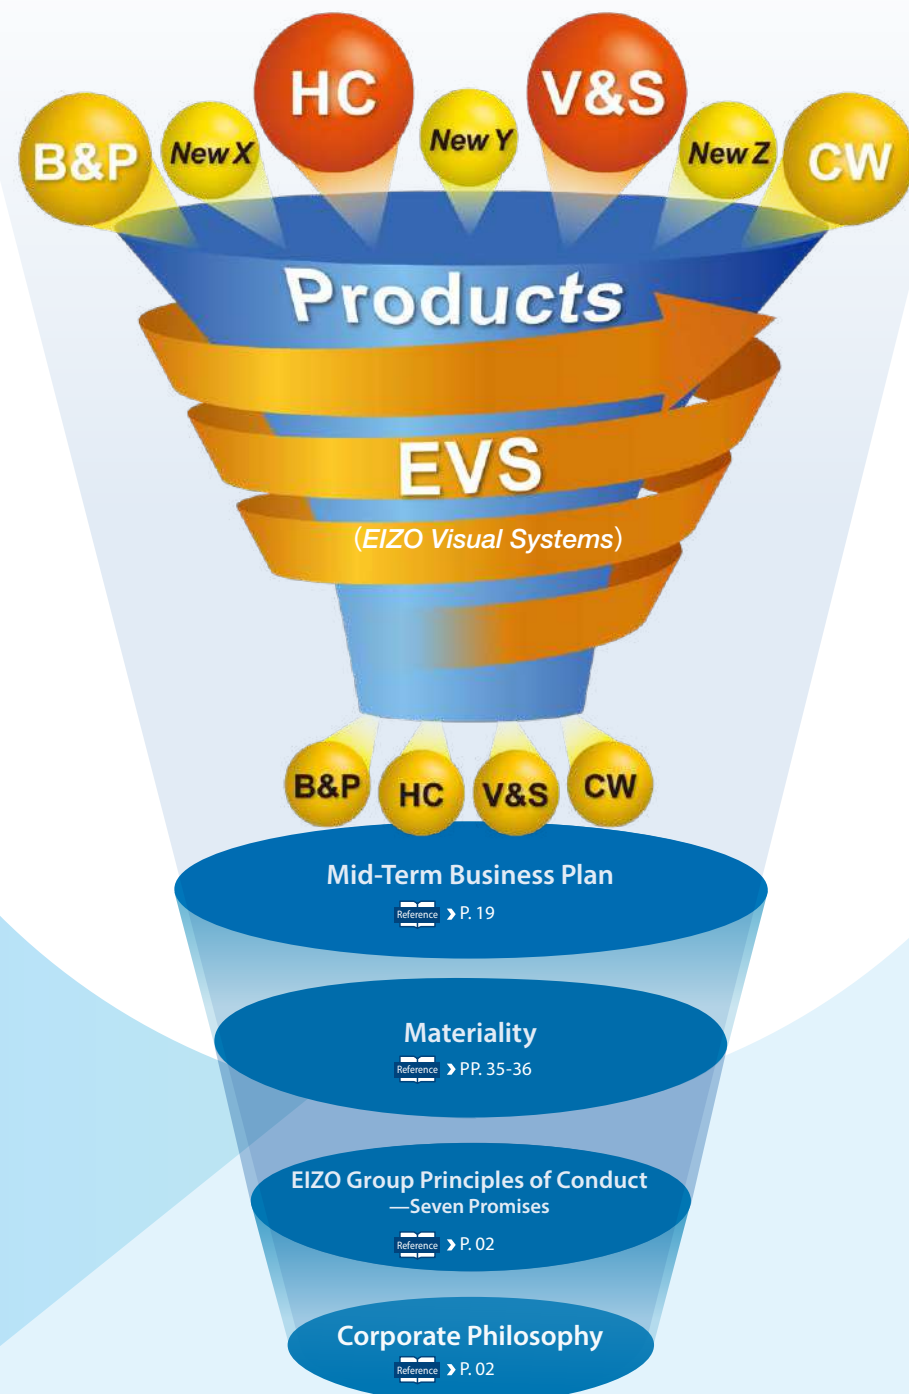 HC
V&S
B&P
New X
New Y
New Z
CW
Products
EVS
(EIZO Visual Systems)
B&P
HC
V&S
CW
Mid-Term Business Plan
Reference › P. 19
Materiality
Reference › PP. 35-36
EIZO Group Principles of Conduct
—Seven Promises
Reference › P. 02
Corporate Philosophy
Reference › P. 02